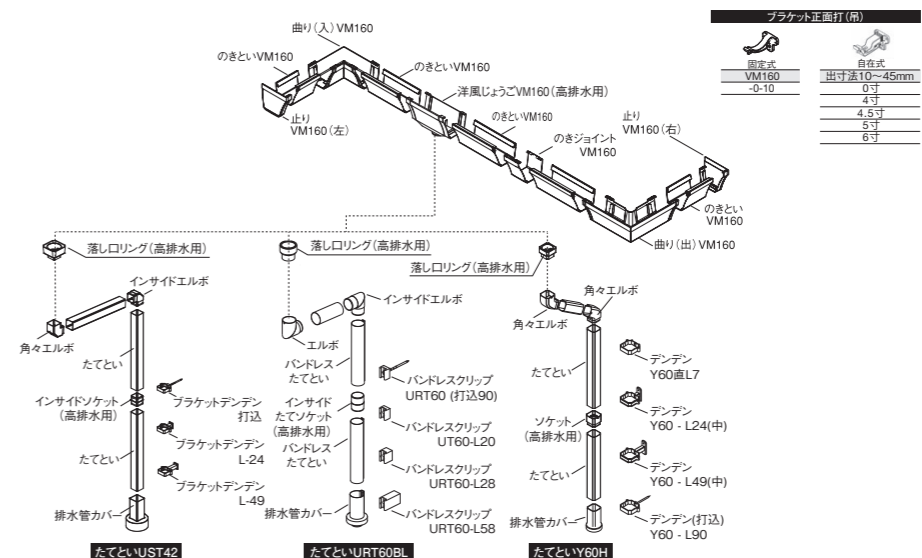 ブラケット正面打(吊)
固定式
VM160
-0-10
自在式
出寸法10〜45mm
0寸
4寸
4.5寸
5寸
6寸
曲り(入)VM160
のきといVM160
のきといVM160
洋風じょうごVM160(高排水用)
止り
VM160(左)
のきといVM160
のきジョイント
VM160
止り
VM160(右)
のきとい
VM160
曲り(出)VM160
落し口リング(高排水用)
インサイドエルボ
角々エルボ
たてとい
インサイドソケット
(高排水用)
たてとい
排水管カバー
ブラケットデンデン
打込
ブラケットデンデン
L-24
ブラケットデンデン
L-49
たてといUST42
落し口リング(高排水用)
インサイドエルボ
エルボ
バンドレス
たてとい
インサイド
たてソケット
(高排水用)
バンドレス
たてとい
排水管カバー
バンドレスクリップ
URT60 (打込90)
バンドレスクリップ
UT60-L20
バンドレスクリップ
URT60-L28
バンドレスクリップ
URT60-L58
たてといURT60BL
落し口リング(高排水用)
角々エルボ
角々エルボ
たてとい
ソケット
(高排水用)
たてとい
排水管カバー
デンデン
Y60直L7
デンデン
Y60 - L24(中)
デンデン
Y60 - L49(中)
デンデン(打込)
Y60 - L90
たてといY60H